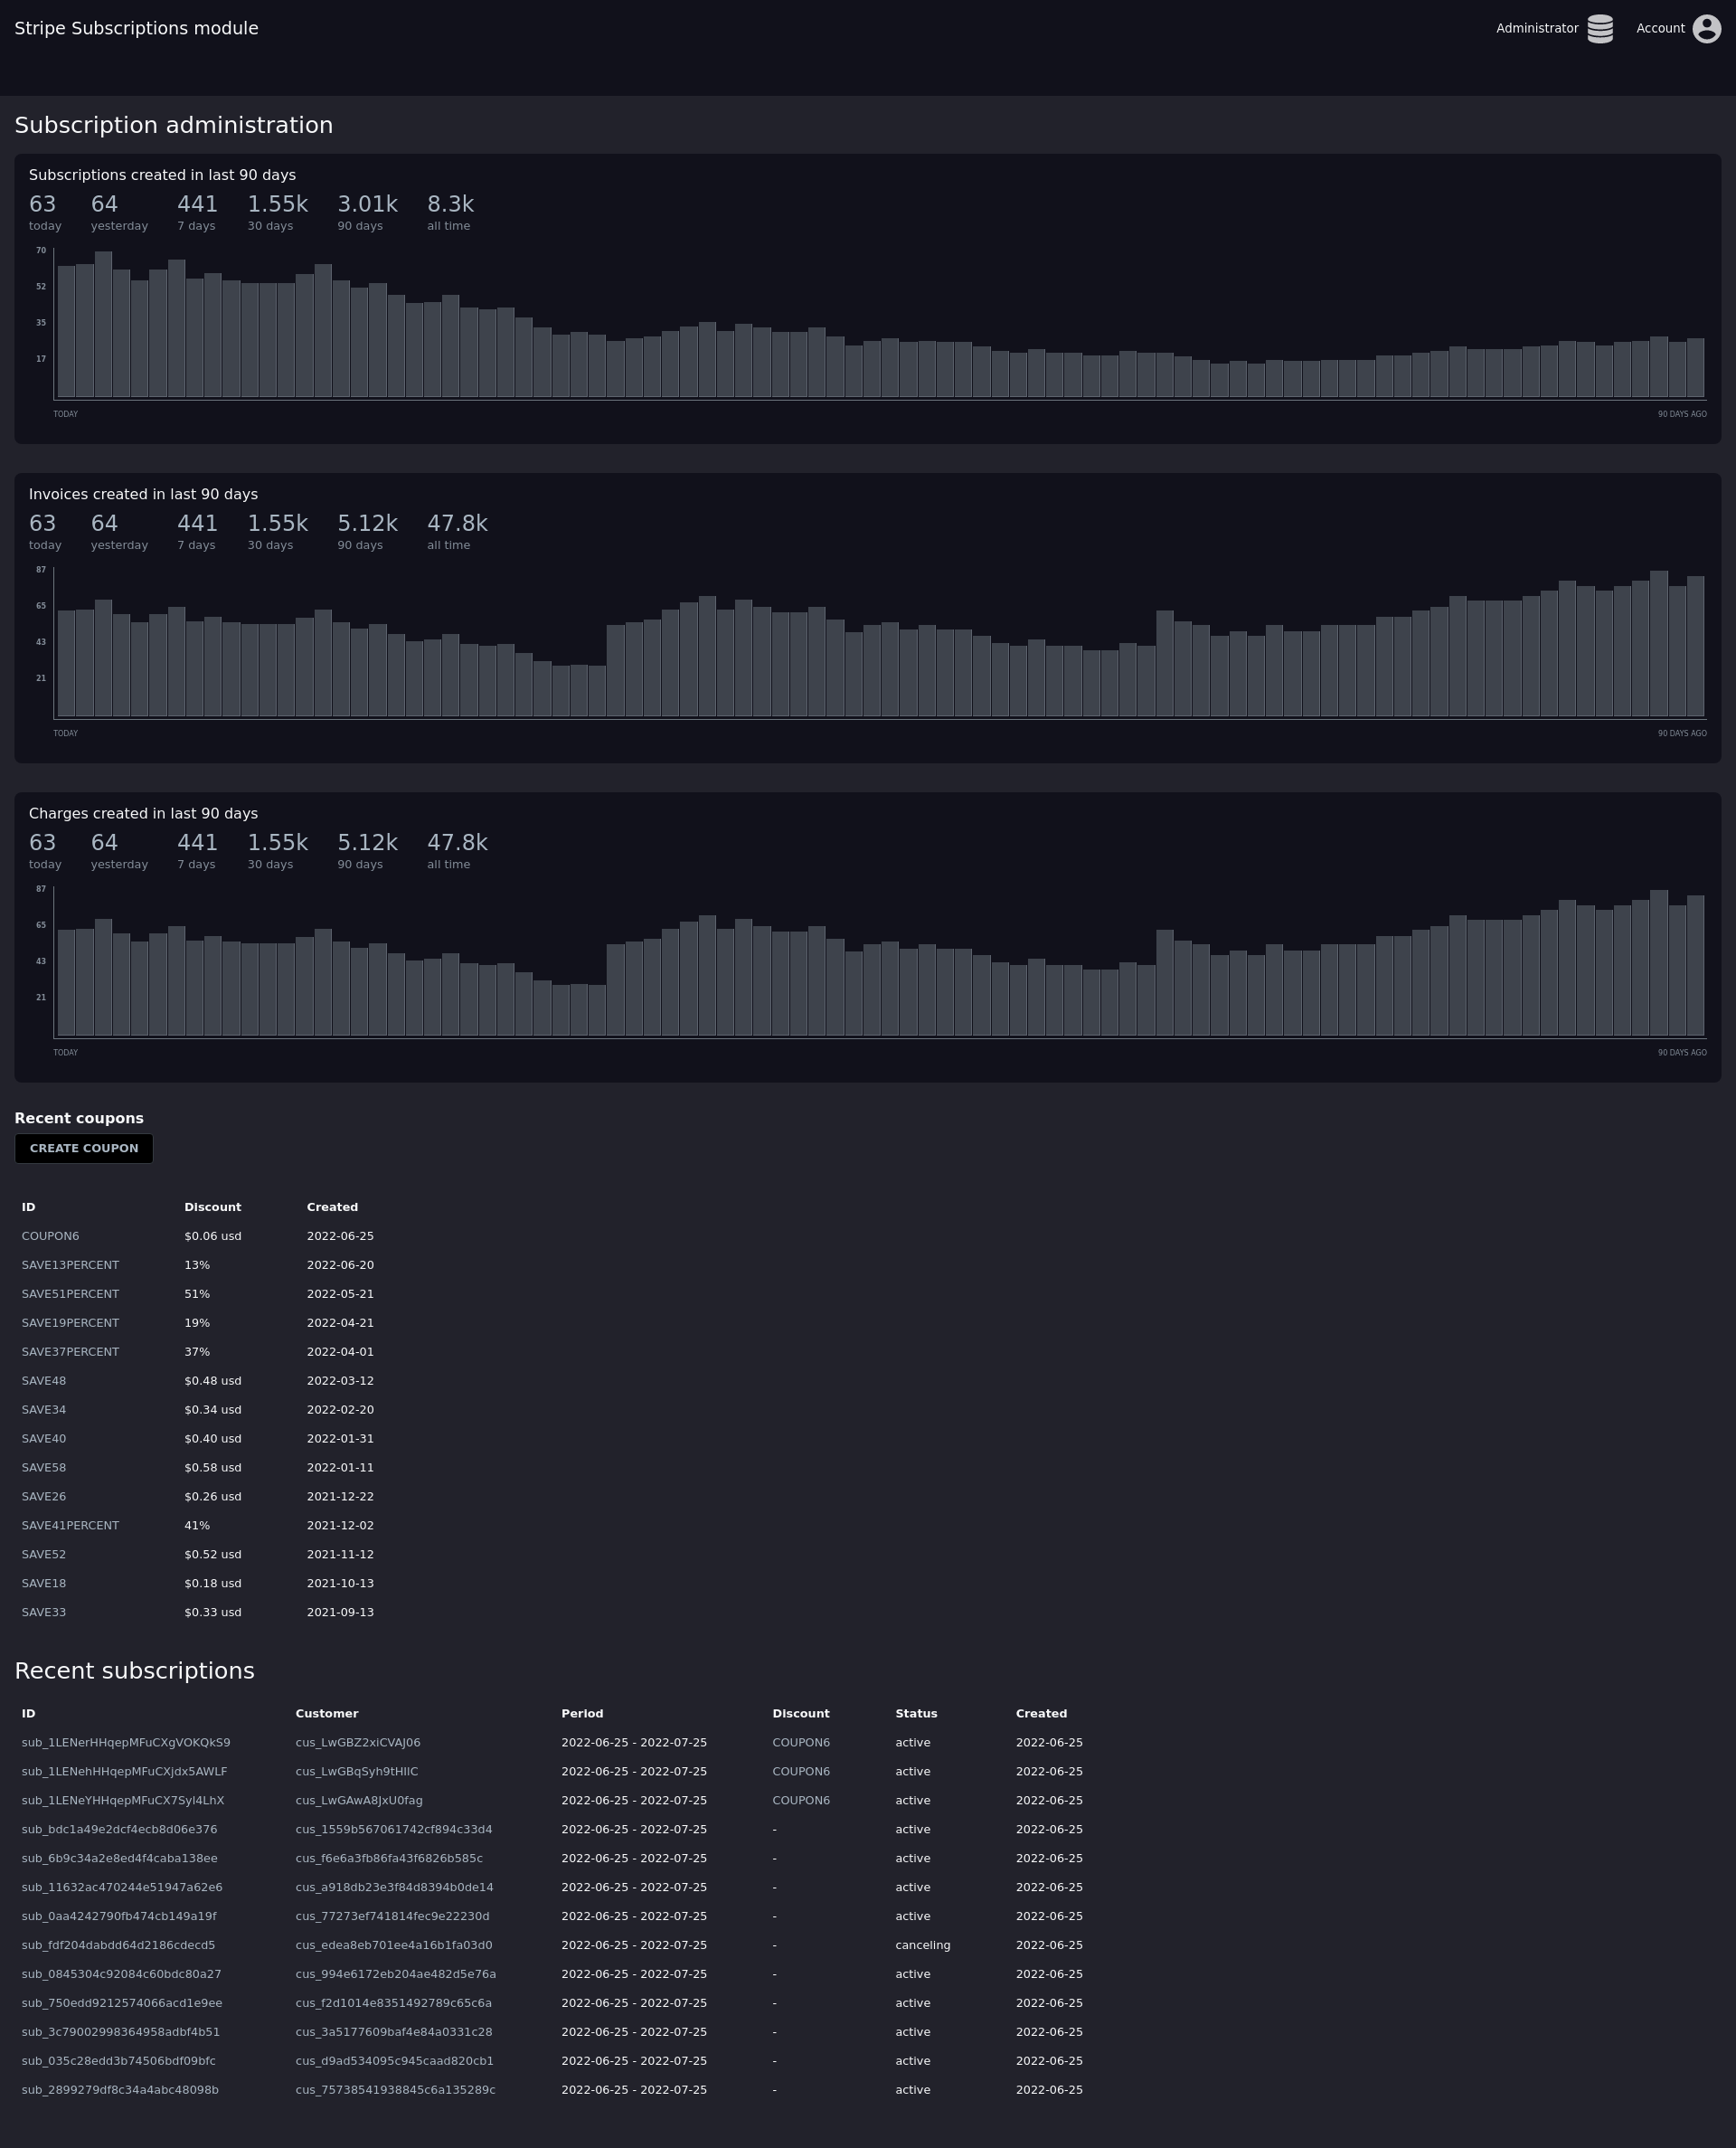 Stripe Subscriptions module
Administrator
Account
Subscription administration
Subscriptions created in last 90 days
63 64 441 1.55k 3.01k 8.3k
today yesterday 7 days 30 days 90 days all time
70
52
35
17
TODAY 90 DAYS AGO
Invoices created in last 90 days
63 64 441 1.55k 5.12k 47.8k
today yesterday 7 days 30 days 90 days all time
87
65
43
21
TODAY 90 DAYS AGO
Charges created in last 90 days
63 64 441 1.55k 5.12k 47.8k
today yesterday 7 days 30 days 90 days all time
87
65
43
21
TODAY 90 DAYS AGO
Recent coupons
CREATE COUPON
ID Discount Created
COUPON6 $0.06 usd 2022-06-25
SAVE13PERCENT 13% 2022-06-20
SAVE51PERCENT 51% 2022-05-21
SAVE19PERCENT 19% 2022-04-21
SAVE37PERCENT 37% 2022-04-01
SAVE48 $0.48 usd 2022-03-12
SAVE34 $0.34 usd 2022-02-20
SAVE40 $0.40 usd 2022-01-31
SAVE58 $0.58 usd 2022-01-11
SAVE26 $0.26 usd 2021-12-22
SAVE41PERCENT 41% 2021-12-02
SAVE52 $0.52 usd 2021-11-12
SAVE18 $0.18 usd 2021-10-13
SAVE33 $0.33 usd 2021-09-13
Recent subscriptions
ID Customer Period Discount Status Created
sub_1LENerHHqepMFuCXgVOKQkS9 cus_LwGBZ2xiCVAJ06 2022-06-25 - 2022-07-25 COUPON6 active 2022-06-25
sub_1LENehHHqepMFuCXjdx5AWLF cus_LwGBqSyh9tHIIC 2022-06-25 - 2022-07-25 COUPON6 active 2022-06-25
sub_1LENeYHHqepMFuCX7SyI4LhX cus_LwGAwA8JxU0fag 2022-06-25 - 2022-07-25 COUPON6 active 2022-06-25
sub_bdc1a49e2dcf4ecb8d06e376 cus_1559b567061742cf894c33d4 2022-06-25 - 2022-07-25 - active 2022-06-25
sub_6b9c34a2e8ed4f4caba138ee cus_f6e6a3fb86fa43f6826b585c 2022-06-25 - 2022-07-25 - active 2022-06-25
sub_11632ac470244e51947a62e6 cus_a918db23e3f84d8394b0de14 2022-06-25 - 2022-07-25 - active 2022-06-25
sub_0aa4242790fb474cb149a19f cus_77273ef741814fec9e22230d 2022-06-25 - 2022-07-25 - active 2022-06-25
sub_fdf204dabdd64d2186cdecd5 cus_edea8eb701ee4a16b1fa03d0 2022-06-25 - 2022-07-25 - canceling 2022-06-25
sub_0845304c92084c60bdc80a27 cus_994e6172eb204ae482d5e76a 2022-06-25 - 2022-07-25 - active 2022-06-25
sub_750edd9212574066acd1e9ee cus_f2d1014e8351492789c65c6a 2022-06-25 - 2022-07-25 - active 2022-06-25
sub_3c79002998364958adbf4b51 cus_3a5177609baf4e84a0331c28 2022-06-25 - 2022-07-25 - active 2022-06-25
sub_035c28edd3b74506bdf09bfc cus_d9ad534095c945caad820cb1 2022-06-25 - 2022-07-25 - active 2022-06-25
sub_2899279df8c34a4abc48098b cus_75738541938845c6a135289c 2022-06-25 - 2022-07-25 - active 2022-06-25